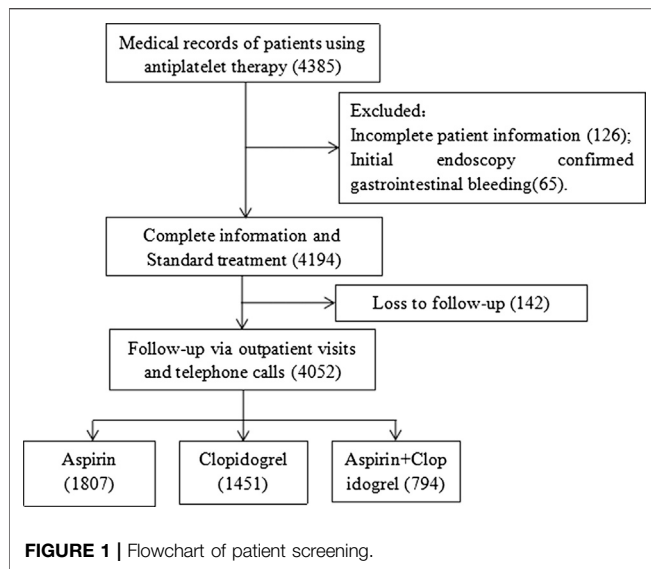 Medical records of patients using
antiplatelet therapy (4385)
Excluded：
Incomplete patient information (126);
Initial endoscopy confirmed
gastrointestinal bleeding(65).
Complete information and
Standard treatment (4194)
Loss to follow-up (142)
Follow-up via outpatient visits
and telephone calls (4052)
Aspirin
(1807)
Clopidogrel
(1451)
Aspirin+Clop
idogrel (794)
FIGURE 1 | Flowchart of patient screening.